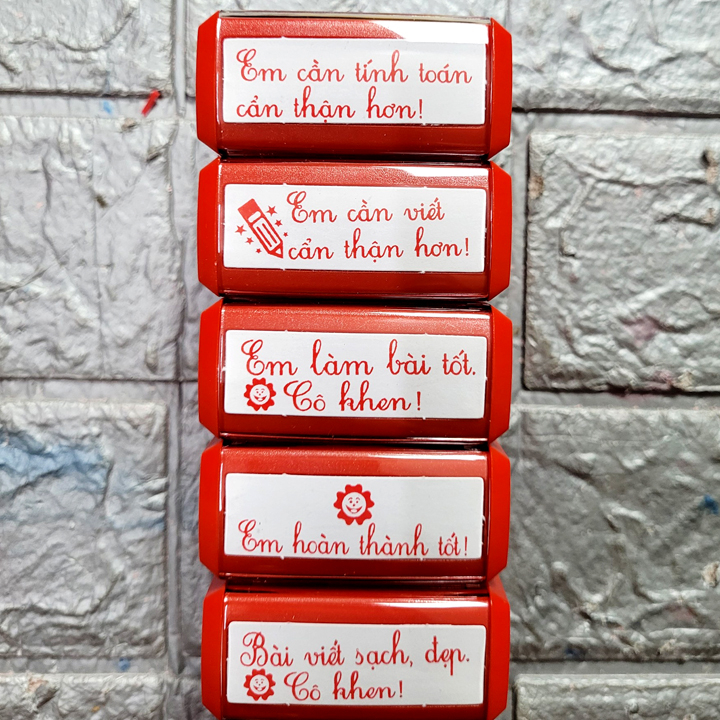 Em cần tính toán
cẩn thận hơn!
Em cần viết
cẩn thận hơn!
Em làm bài tốt.
Cô khen!
Em hoàn thành tốt!
Bài viết sạch, đẹp.
Cô khen!